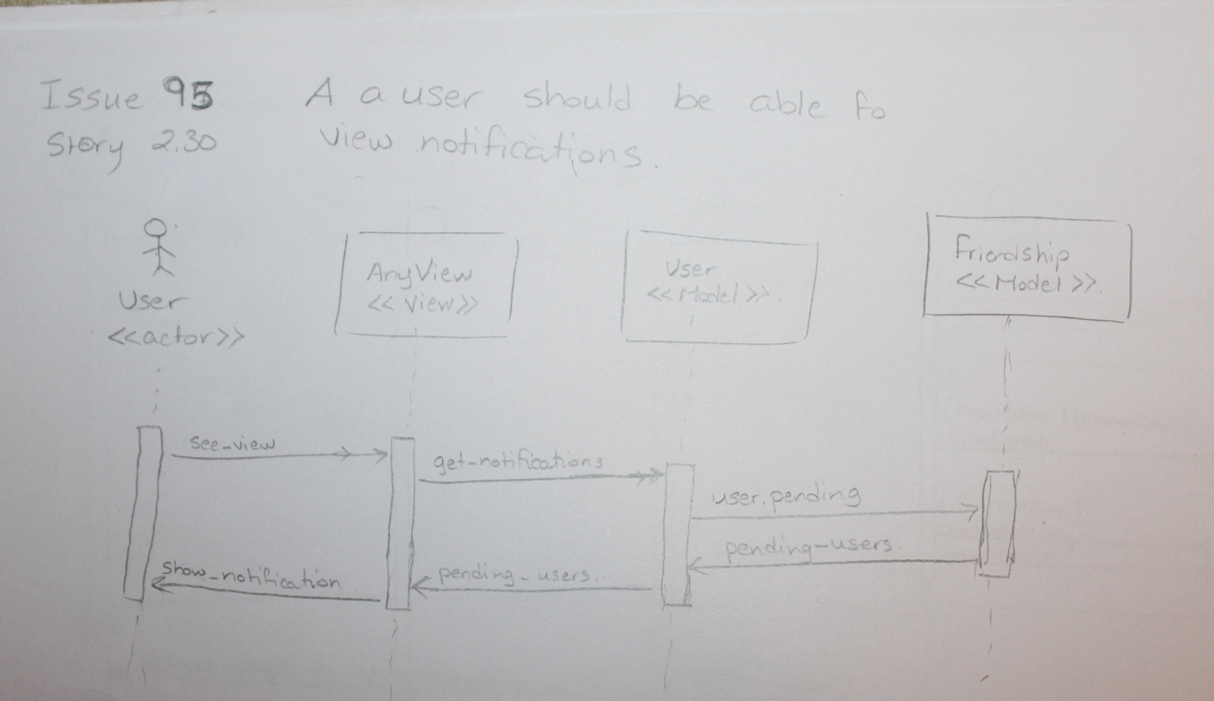 Issue 95 A a user should be able to
Story 2.30 view notifications.
User
<<actor>>
AnyView
<<view>>
User
<<Model>>.
friendship
<<Model>>.
see-view
get-notifications
user.pending
pending-users
pending-users.
show-notification